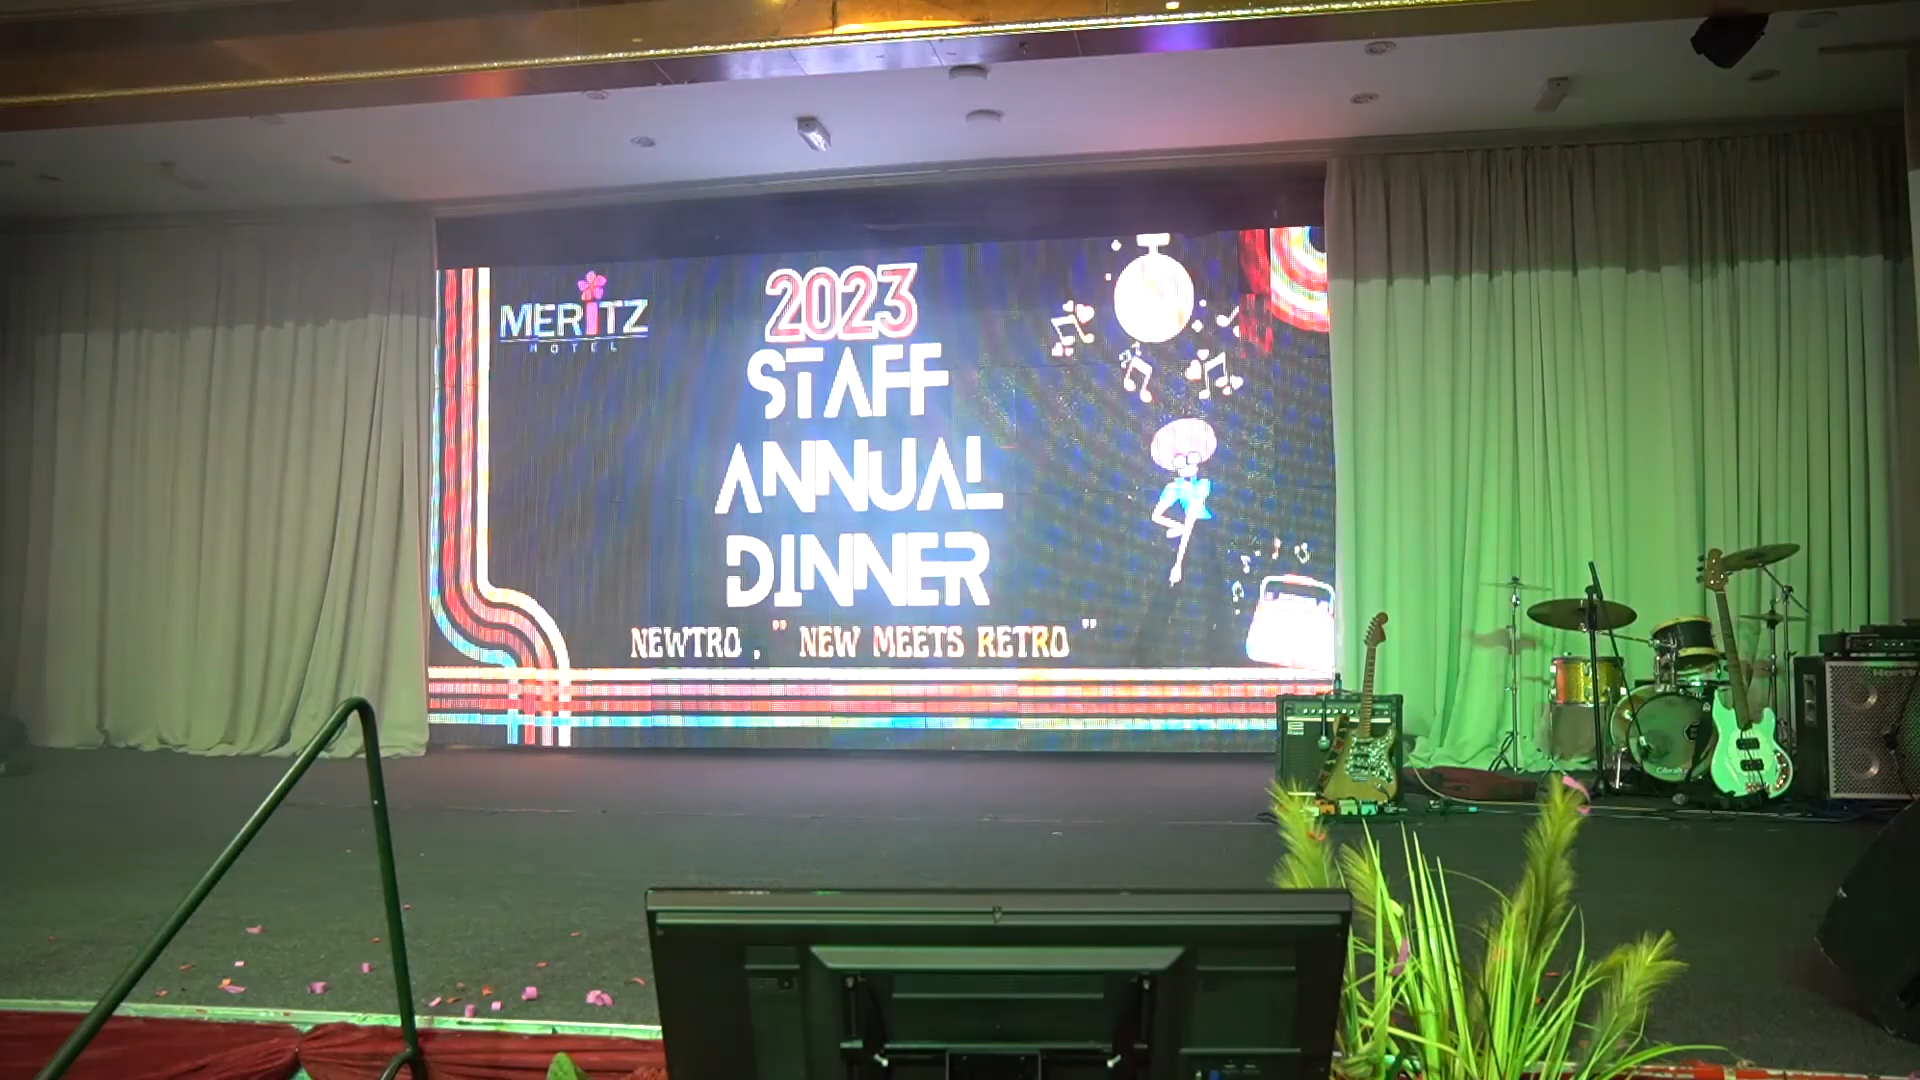 MERITZ
HOTEL
2023
STAFF
ANNUAL
DINNER
NEWTRO . " NEW MEETS RETRO "